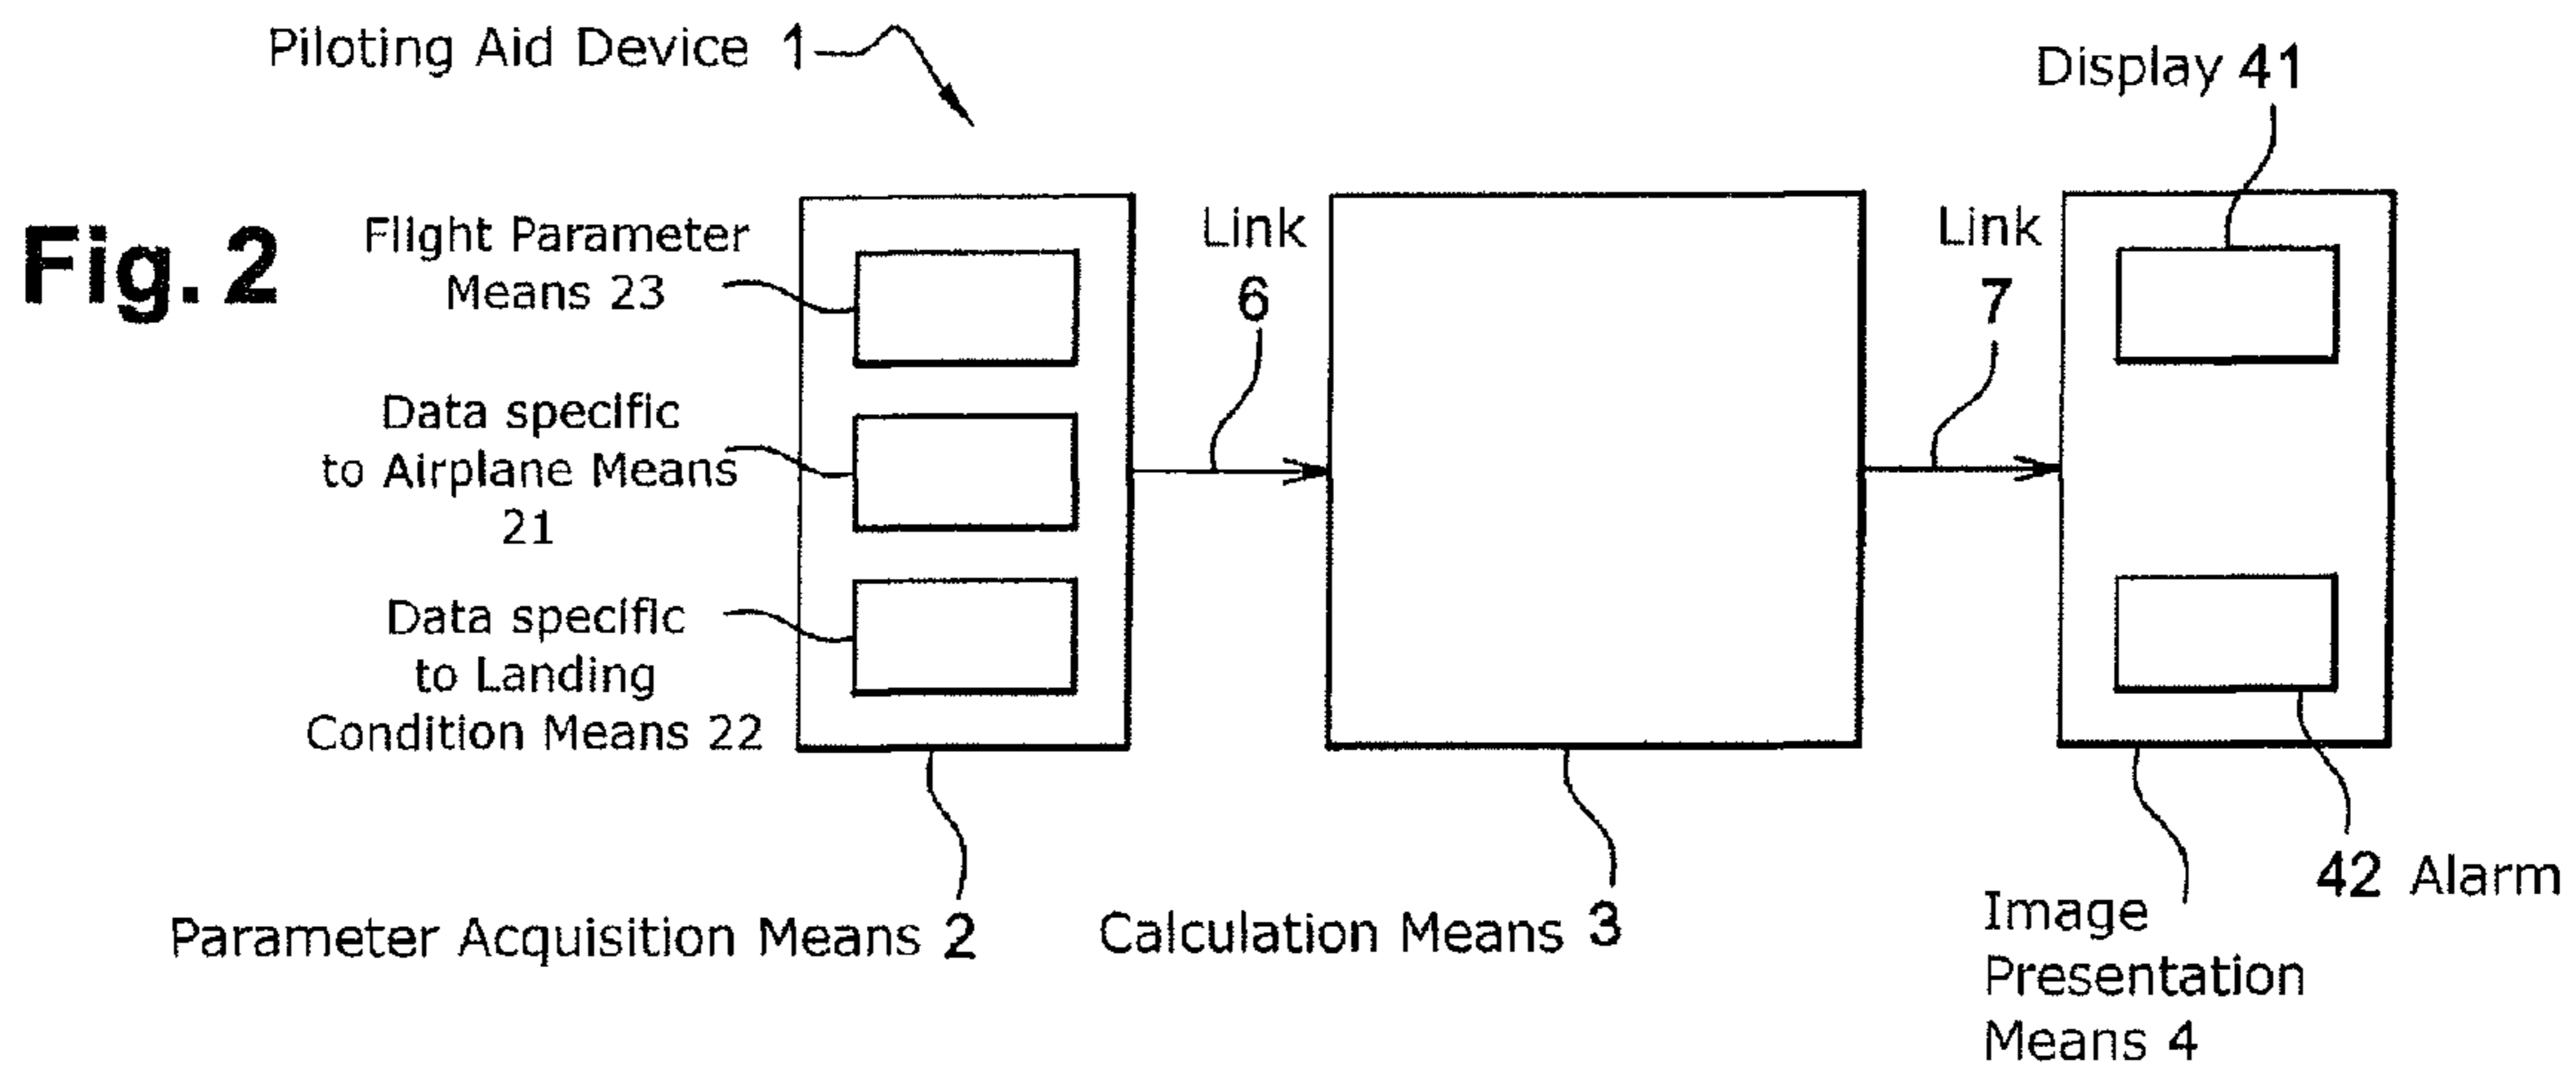 Piloting Aid Device 1
Display 41
Fig. 2
Flight Parameter
Means 23
Link
6
Link
7
Data specific
to Airplane Means
21
Data specific
to Landing
Condition Means 22
42 Alarm
Parameter Acquisition Means 2
Calculation Means 3
Image
Presentation
Means 4